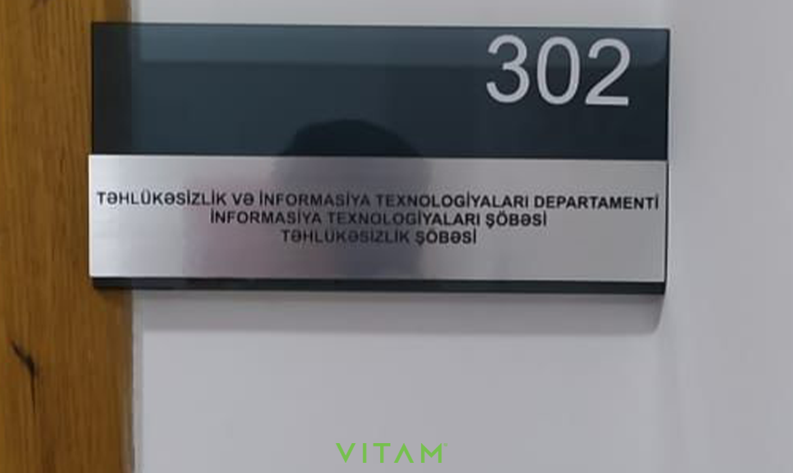 302
TƏHLÜKƏSİZLİK VƏ İNFORMASİYA TEXNOLOGİYALARI DEPARTAMENTİ
İNFORMASİYA TEXNOLOGİYALARI ŞÖBƏSİ
TƏHLÜKƏSİZLİK ŞÖBƏSİ
VITAM